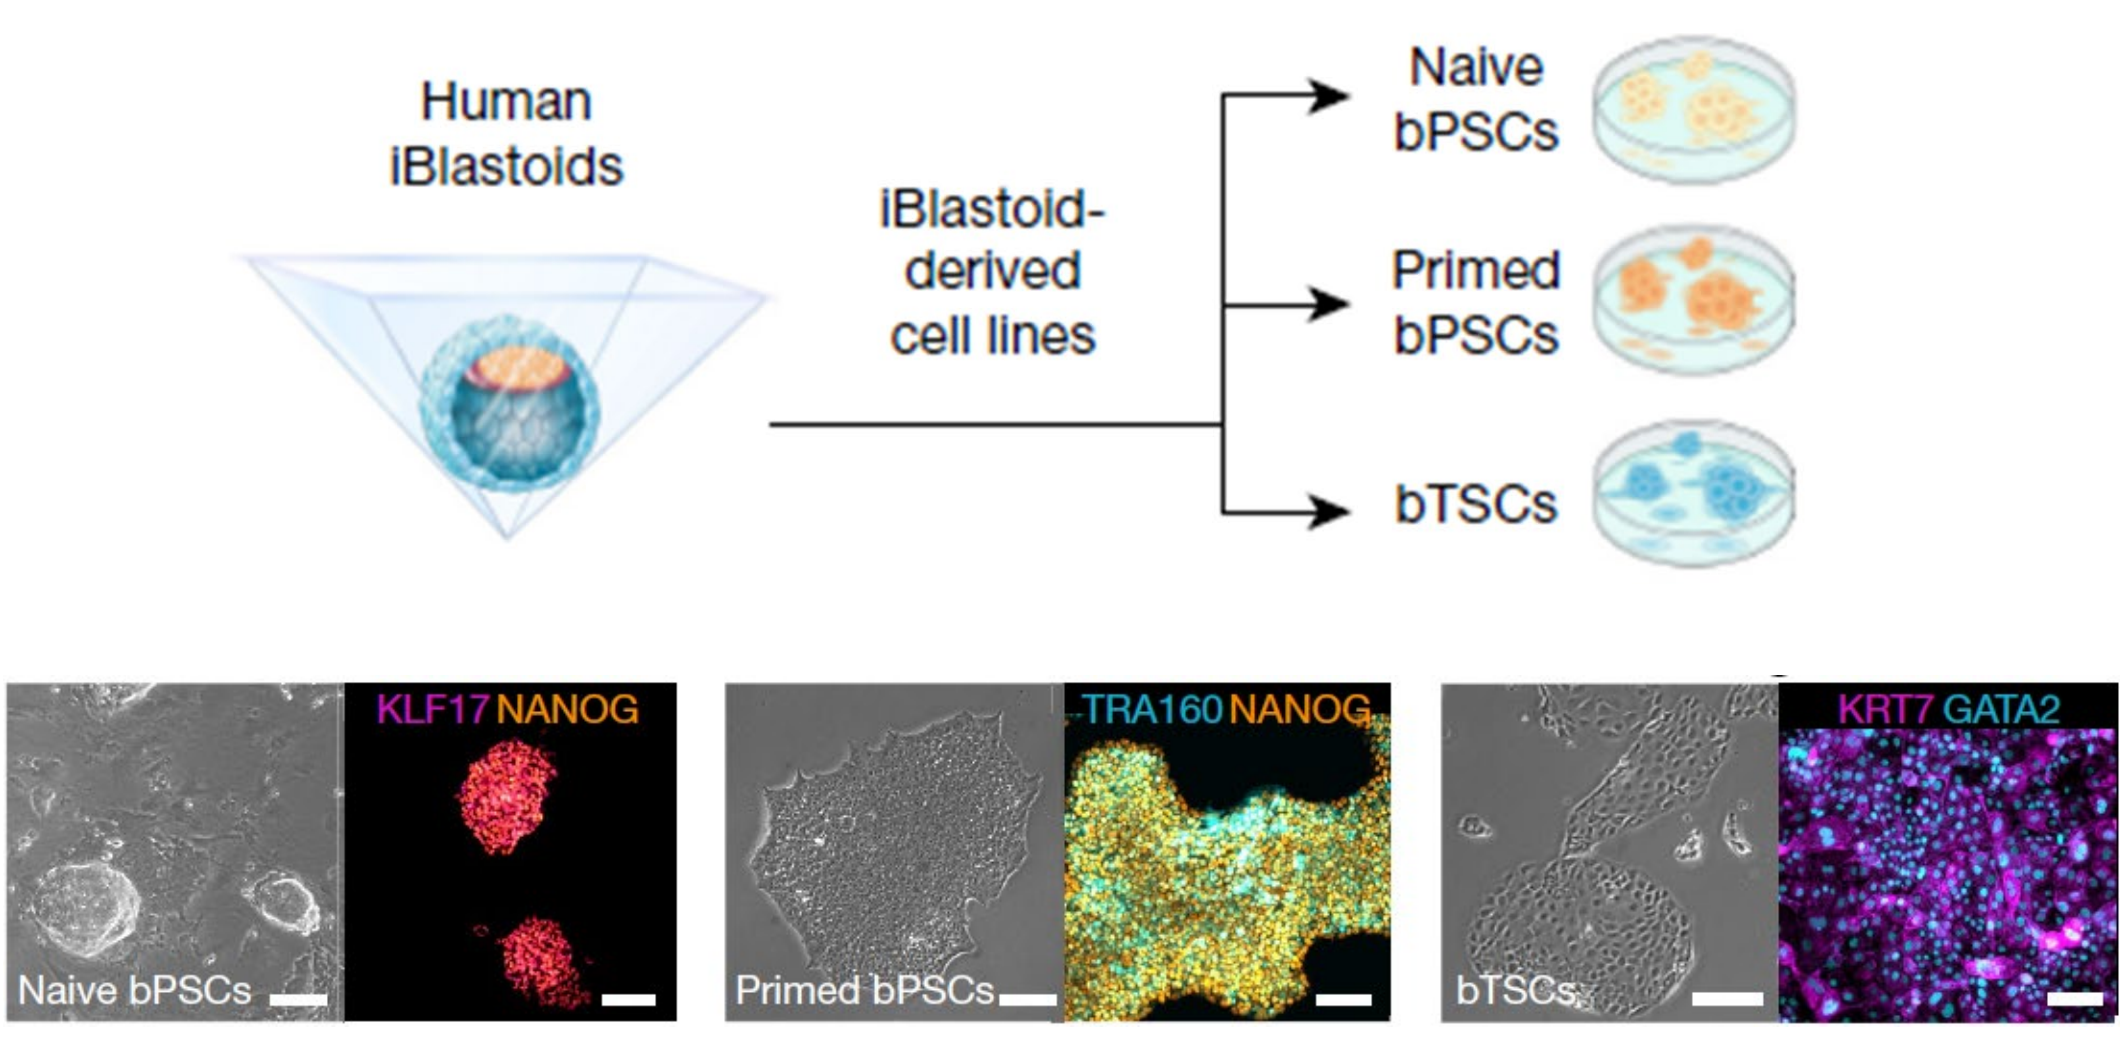 Human
iBlastoids
iBlastoid-
derived
cell lines
Naive
bPSCs
Primed
bPSCs
bTSCs
Naive bPSCs
KLF17 NANOG
Primed bPSCs
TRA160 NANOG
bTSCs
KRT7 GATA2